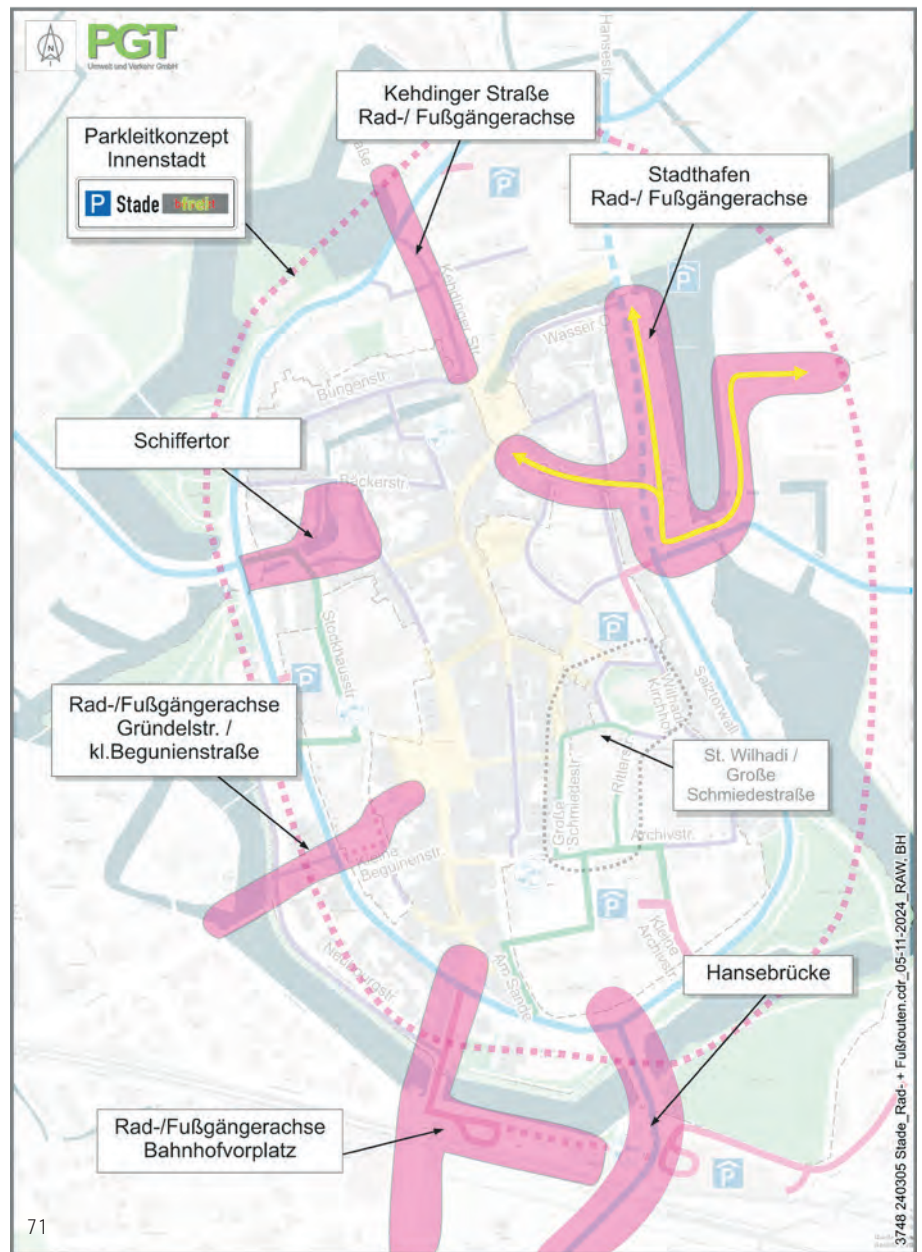 N
PGT
Umwelt und Verkehr GmbH
Hansestr.
Kehdinger Straße
Rad-/ Fußgängerachse
Parkleitkonzept
Innenstadt
P Stade frei
Stadthafen
Rad-/ Fußgängerachse
P
P
Kehdinger Str.
Wasser
Bungenstr.
Schiffertor
Bäckerstr.
Stockhausstr.
P
P
Salztorwall
Wilhadi
Kirchhof
Rad-/Fußgängerachse
Gründelstr. /
kl.Begunienstraße
St. Wilhadi /
Große
Schmiedestraße
Große
Schmiedestr.
Ritterstr.
Archivstr.
Kleine
Beguinenstr.
P
Kleine
Archivstr.
Am Sande
Neubourgstr.
Hansebrücke
Rad-/Fußgängerachse
Bahnhofvorplatz
P
71
3748 240305 Stade_Rad- + Fußrouten.cdr_05-11-2024_RAW, BH